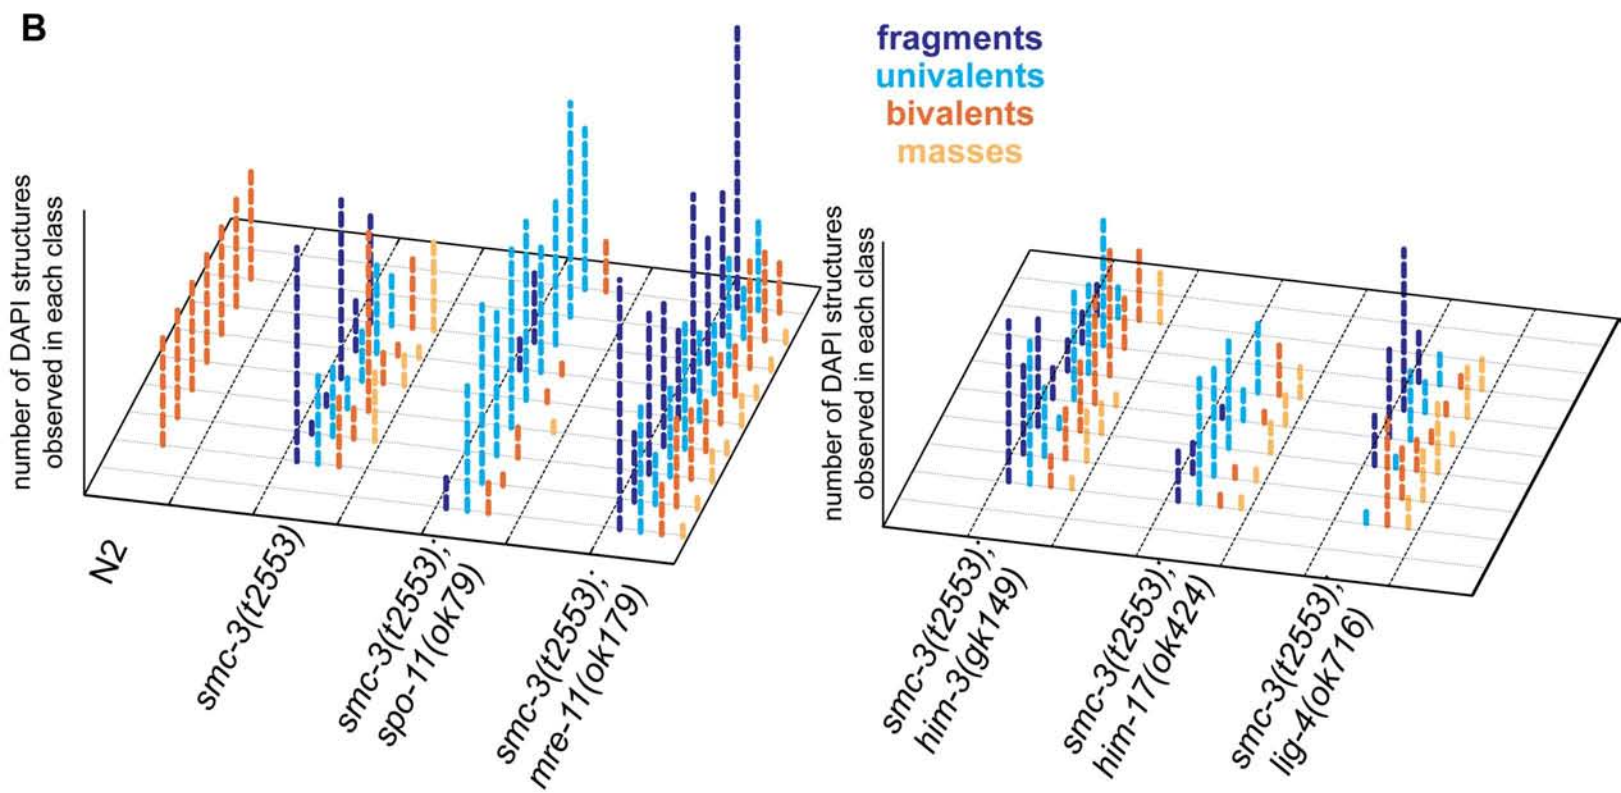 B
fragments
univalents
bivalents
masses
number of DAPI structures
observed in each class
N2
smc-3(t2553)
smc-3(t2553);
spo-11(ok79)
smc-3(t2553);
mre-11(ok179)
number of DAPI structures
observed in each class
smc-3(t2553);
him-3(gk149)
smc-3(t2553);
him-17(ok424)
smc-3(t2553);
lig-4(ok716)